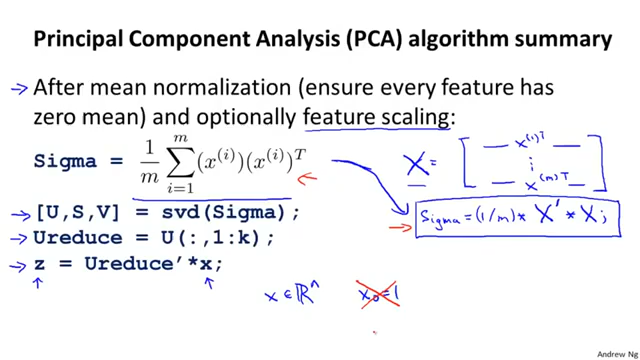 Principal Component Analysis (PCA) algorithm summary
→ After mean normalization (ensure every feature has
zero mean) and optionally feature scaling:
Sigma = 1/m ∑_{i=1}^{m} (x^{(i)})(x^{(i)})^T
X = [ — x^{(1)T} — ⋮ — x^{(m)T} — ]
→ Sigma = (1/m) * X' * X;
→ [U,S,V] = svd(Sigma);
→ Ureduce = U(:,1:k);
→ z = Ureduce'*x;
x ∈ ℝ^n x_0 = 1
Andrew Ng